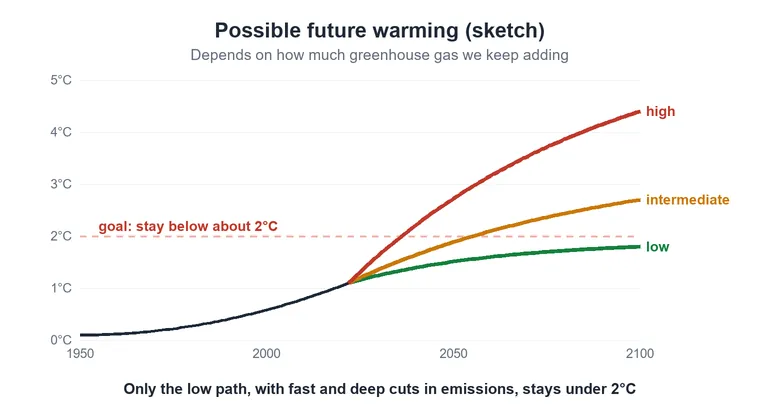 Possible future warming (sketch)
Depends on how much greenhouse gas we keep adding
5°C
high
4°C
3°C
intermediate
goal: stay below about 2°C
2°C
low
1°C
0°C
1950
2000
2050
2100
Only the low path, with fast and deep cuts in emissions, stays under 2°C